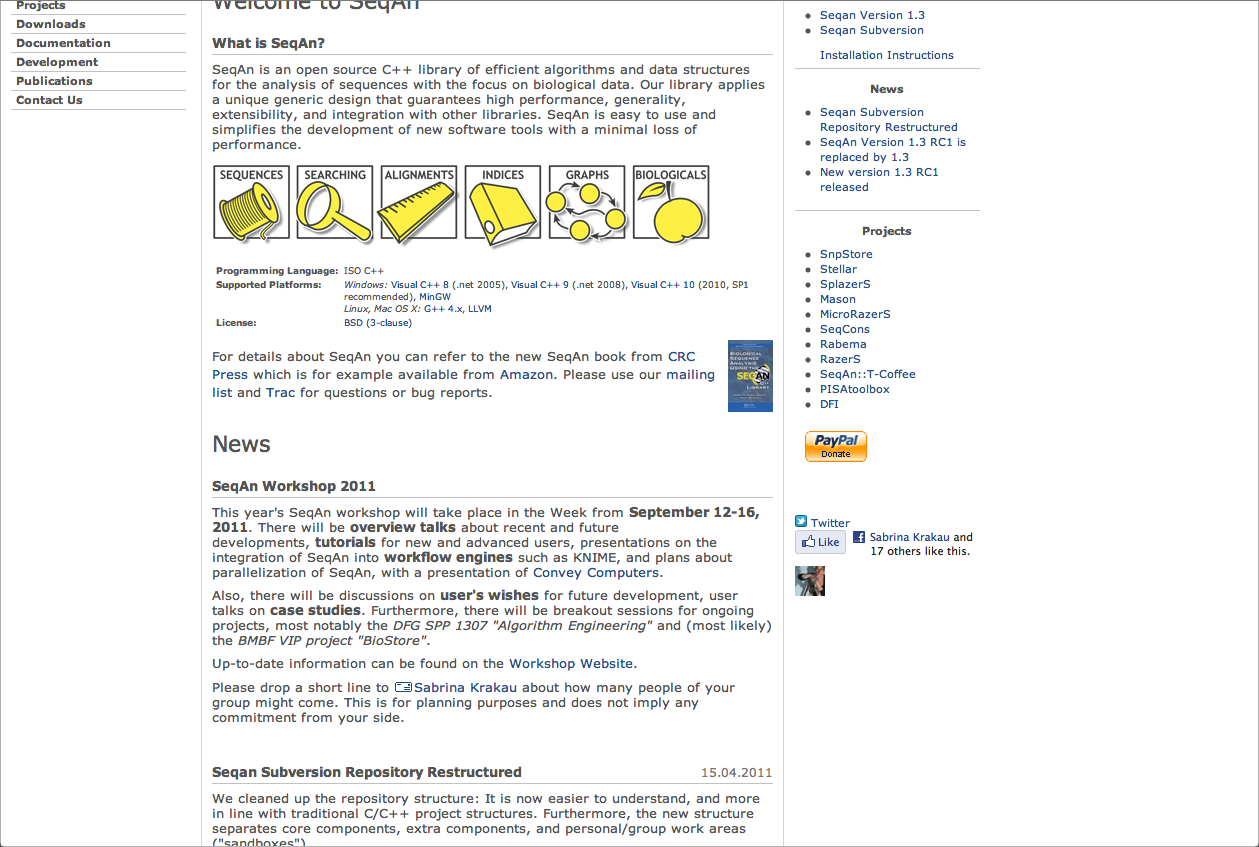 Projects
Downloads
Documentation
Development
Publications
Contact Us
Welcome to SeqAn
What is SeqAn?
SeqAn is an open source C++ library of efficient algorithms and data structures
for the analysis of sequences with the focus on biological data. Our library applies
a unique generic design that guarantees high performance, generality,
extensibility, and integration with other libraries. SeqAn is easy to use and
simplifies the development of new software tools with a minimal loss of
performance.
SEQUENCES SEARCHING ALIGNMENTS INDICES GRAPHS BIOLOGICALS
Programming Language: ISO C++
Supported Platforms: Windows: Visual C++ 8 (.net 2005), Visual C++ 9 (.net 2008), Visual C++ 10 (2010, SP1
recommended), MinGW
Linux, Mac OS X: G++ 4.x, LLVM
License: BSD (3-clause)
For details about SeqAn you can refer to the new SeqAn book from CRC
Press which is for example available from Amazon. Please use our mailing
list and Trac for questions or bug reports.
BIOLOGICAL
SEQUENCE
ANALYSIS
USING THE
SEQAN
C++
LIBRARY
News
SeqAn Workshop 2011
This year's SeqAn workshop will take place in the Week from September 12-16,
2011. There will be overview talks about recent and future
developments, tutorials for new and advanced users, presentations on the
integration of SeqAn into workflow engines such as KNIME, and plans about
parallelization of SeqAn, with a presentation of Convey Computers.
Also, there will be discussions on user's wishes for future development, user
talks on case studies. Furthermore, there will be breakout sessions for ongoing
projects, most notably the DFG SPP 1307 "Algorithm Engineering" and (most likely)
the BMBF VIP project "BioStore".
Up-to-date information can be found on the Workshop Website.
Please drop a short line to Sabrina Krakau about how many people of your
group might come. This is for planning purposes and does not imply any
commitment from your side.
Seqan Subversion Repository Restructured 15.04.2011
We cleaned up the repository structure: It is now easier to understand, and more
in line with traditional C/C++ project structures. Furthermore, the new structure
separates core components, extra components, and personal/group work areas
("sandboxes")
Seqan Version 1.3
Seqan Subversion
Installation Instructions
News
Seqan Subversion
Repository Restructured
SeqAn Version 1.3 RC1 is
replaced by 1.3
New version 1.3 RC1
released
Projects
SnpStore
Stellar
SplazerS
Mason
MicroRazerS
SeqCons
Rabema
RazerS
SeqAn::T-Coffee
PISAtoolbox
DFI
PayPal
Donate
Twitter
Like
Sabrina Krakau and
17 others like this.